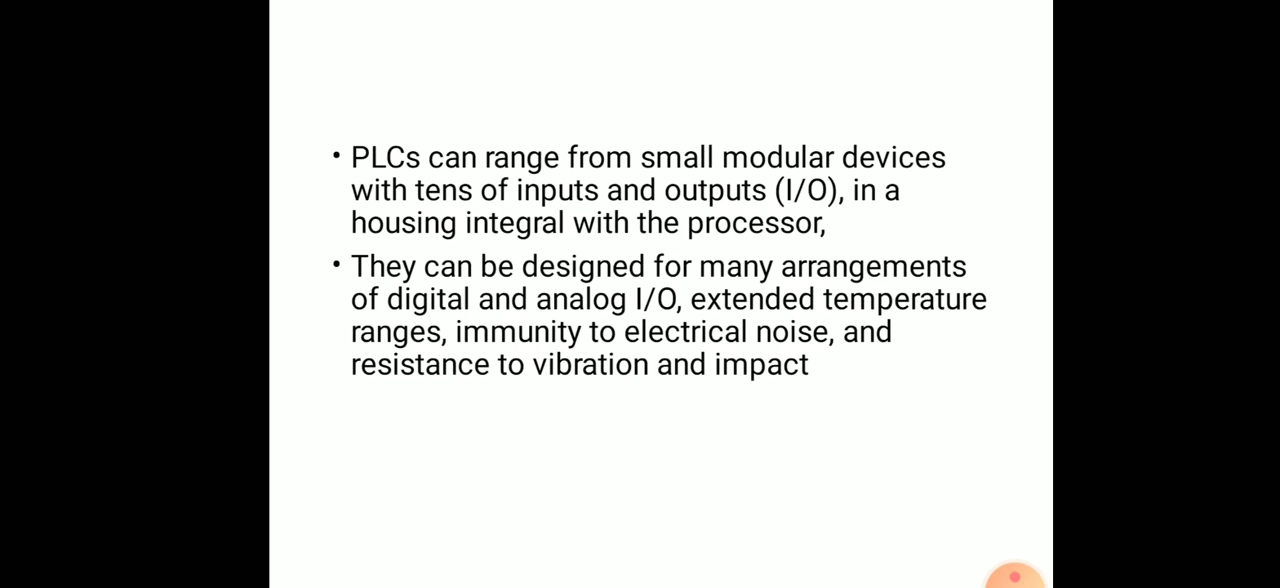 • PLCs can range from small modular devices
with tens of inputs and outputs (I/O), in a
housing integral with the processor,
• They can be designed for many arrangements
of digital and analog I/O, extended temperature
ranges, immunity to electrical noise, and
resistance to vibration and impact